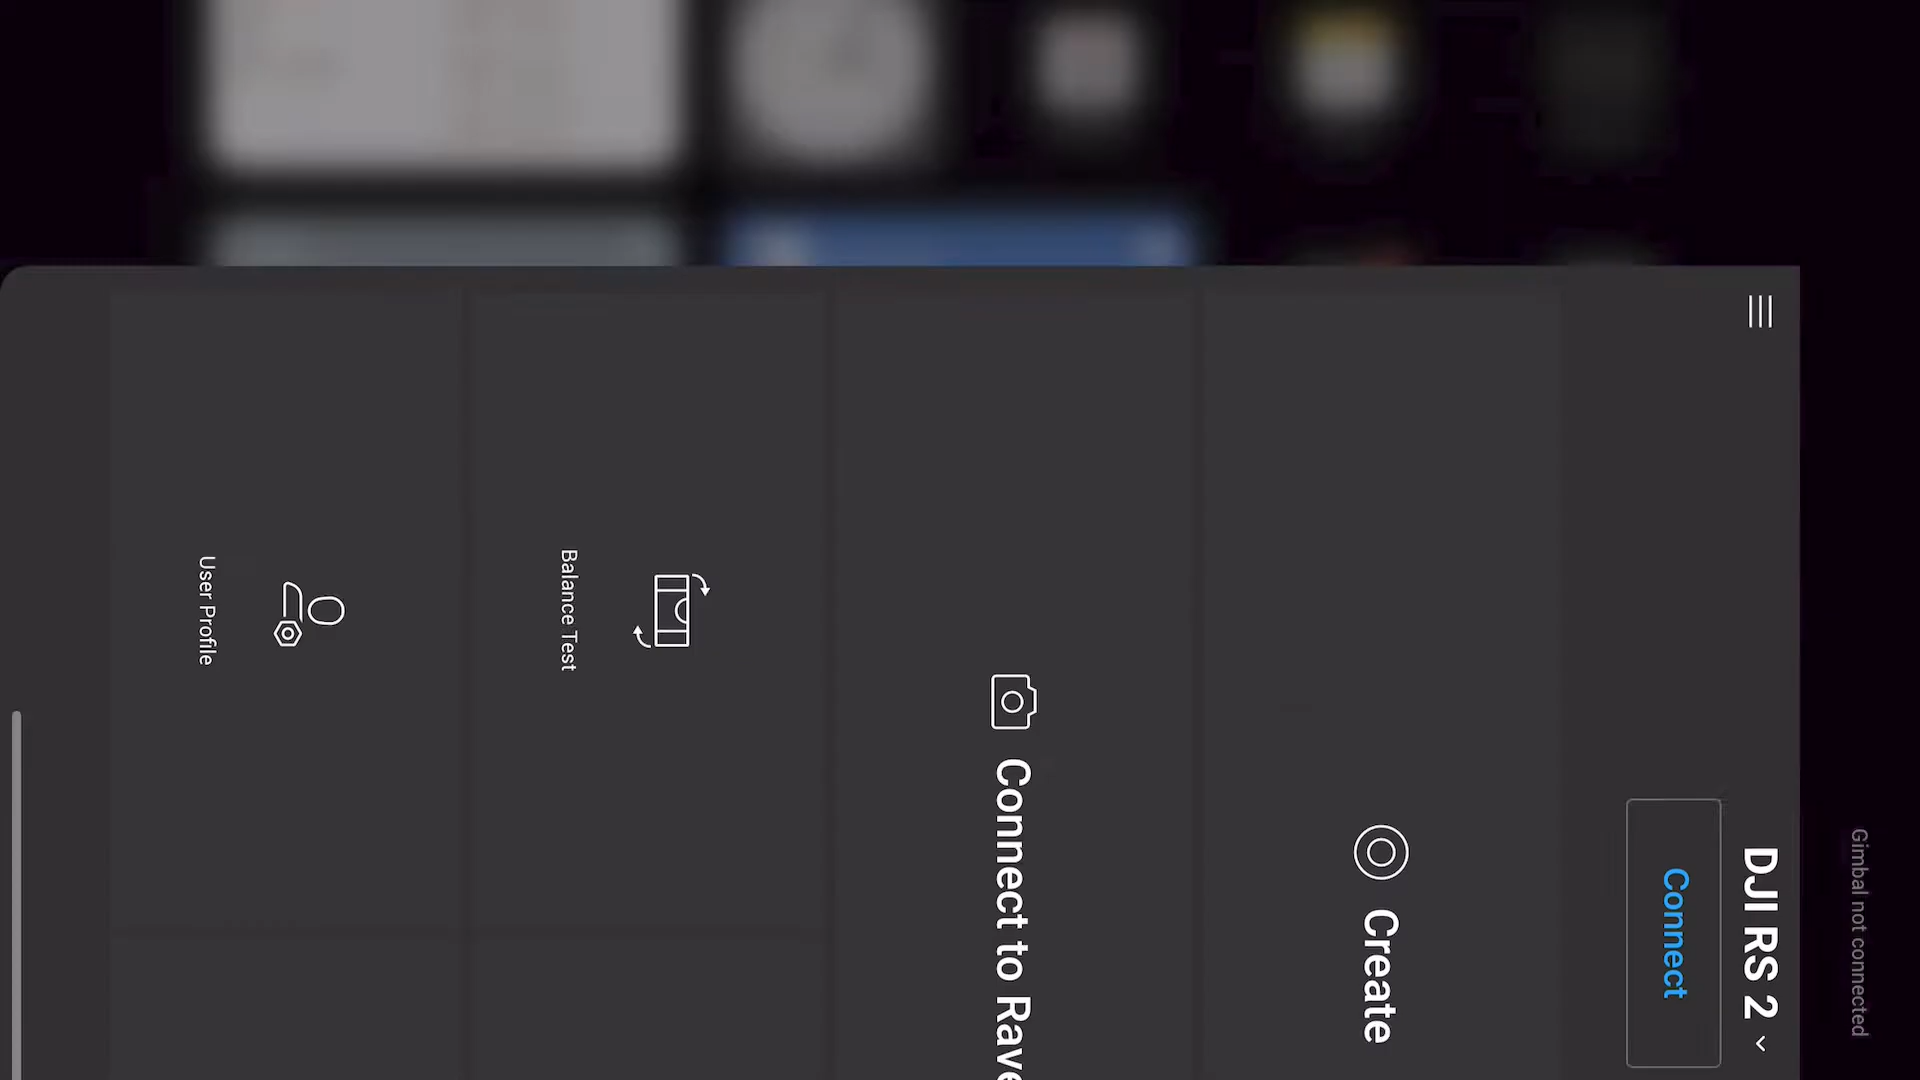 Gimbal not connected
DJI RS 2
Connect
Create
Connect to Rave
Balance Test
User Profile